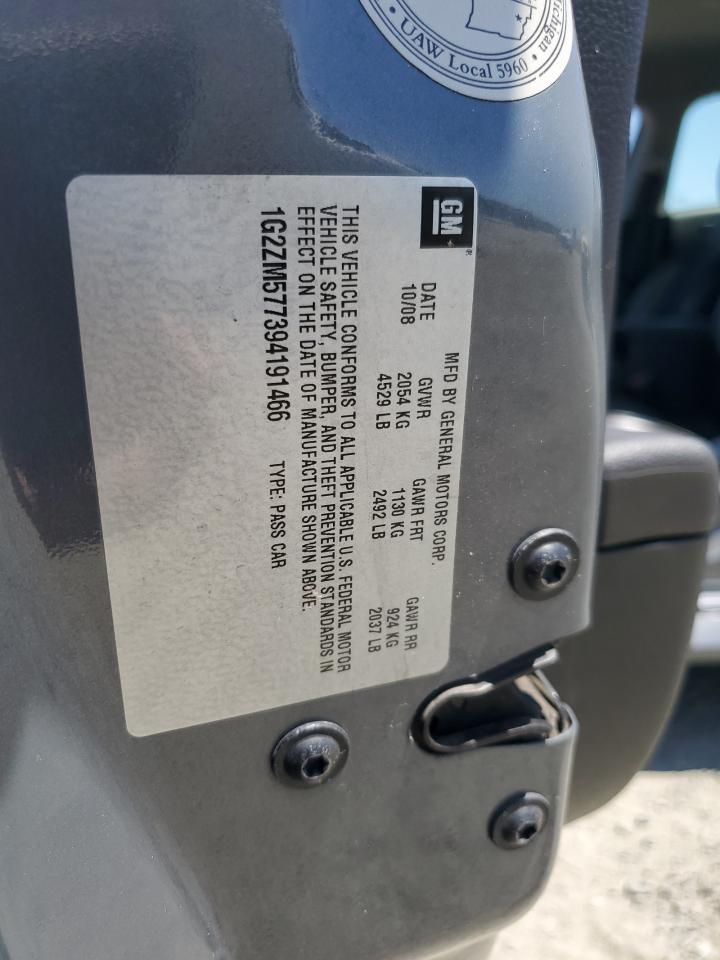 Michigan
• UAW Local 5960 •
GM
MFD BY GENERAL MOTORS CORP.
DATE GVWR GAWR FRT GAWR RR
10/08 2054 KG 1130 KG 924 KG
4529 LB 2492 LB 2037 LB
THIS VEHICLE CONFORMS TO ALL APPLICABLE U.S. FEDERAL MOTOR
VEHICLE SAFETY, BUMPER, AND THEFT PREVENTION STANDARDS IN
EFFECT ON THE DATE OF MANUFACTURE SHOWN ABOVE.
1G2ZM577394191466 TYPE: PASS CAR